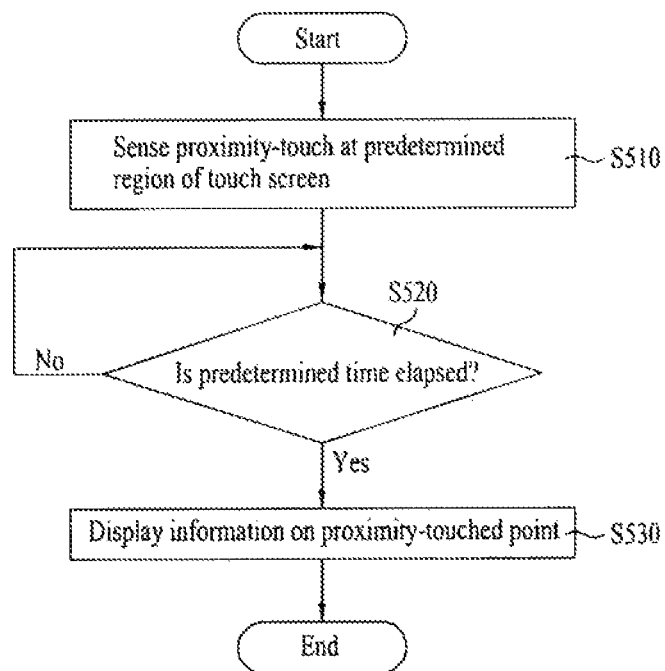 Start
Sense proximity-touch at predetermined
region of touch screen
S510
S520
No
Is predetermined time elapsed?
Yes
Display information on proximity-touched point
S530
End